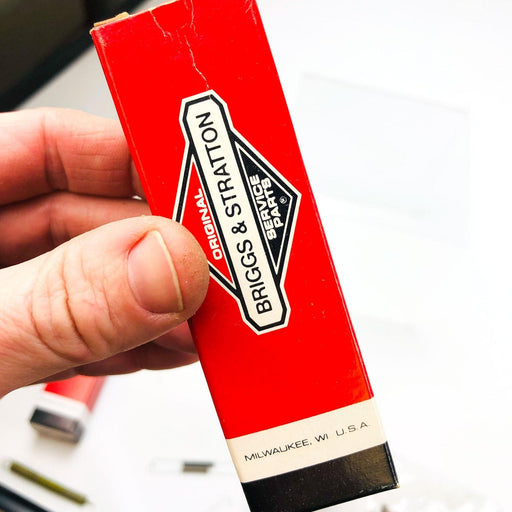 ORIGINAL
BRIGGS & STRATTON
SERVICE
PARTS®
MILWAUKEE, WI U.S.A.